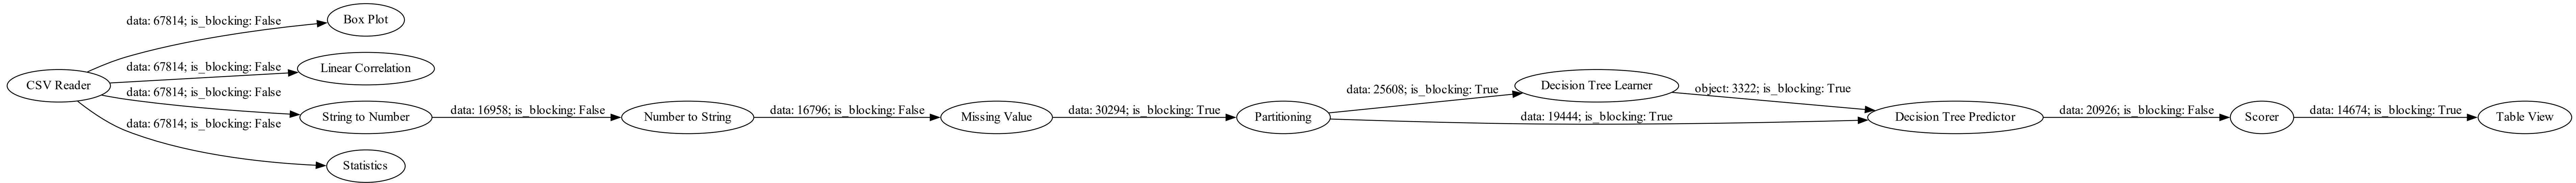 CSV Reader
data: 67814; is_blocking: False
Box Plot
data: 67814; is_blocking: False
Linear Correlation
data: 67814; is_blocking: False
String to Number
data: 67814; is_blocking: False
Statistics
data: 16958; is_blocking: False
Number to String
data: 16796; is_blocking: False
Missing Value
data: 30294; is_blocking: True
Partitioning
data: 25608; is_blocking: True
Decision Tree Learner
object: 3322; is_blocking: True
data: 19444; is_blocking: True
Decision Tree Predictor
data: 20926; is_blocking: False
Scorer
data: 14674; is_blocking: True
Table View